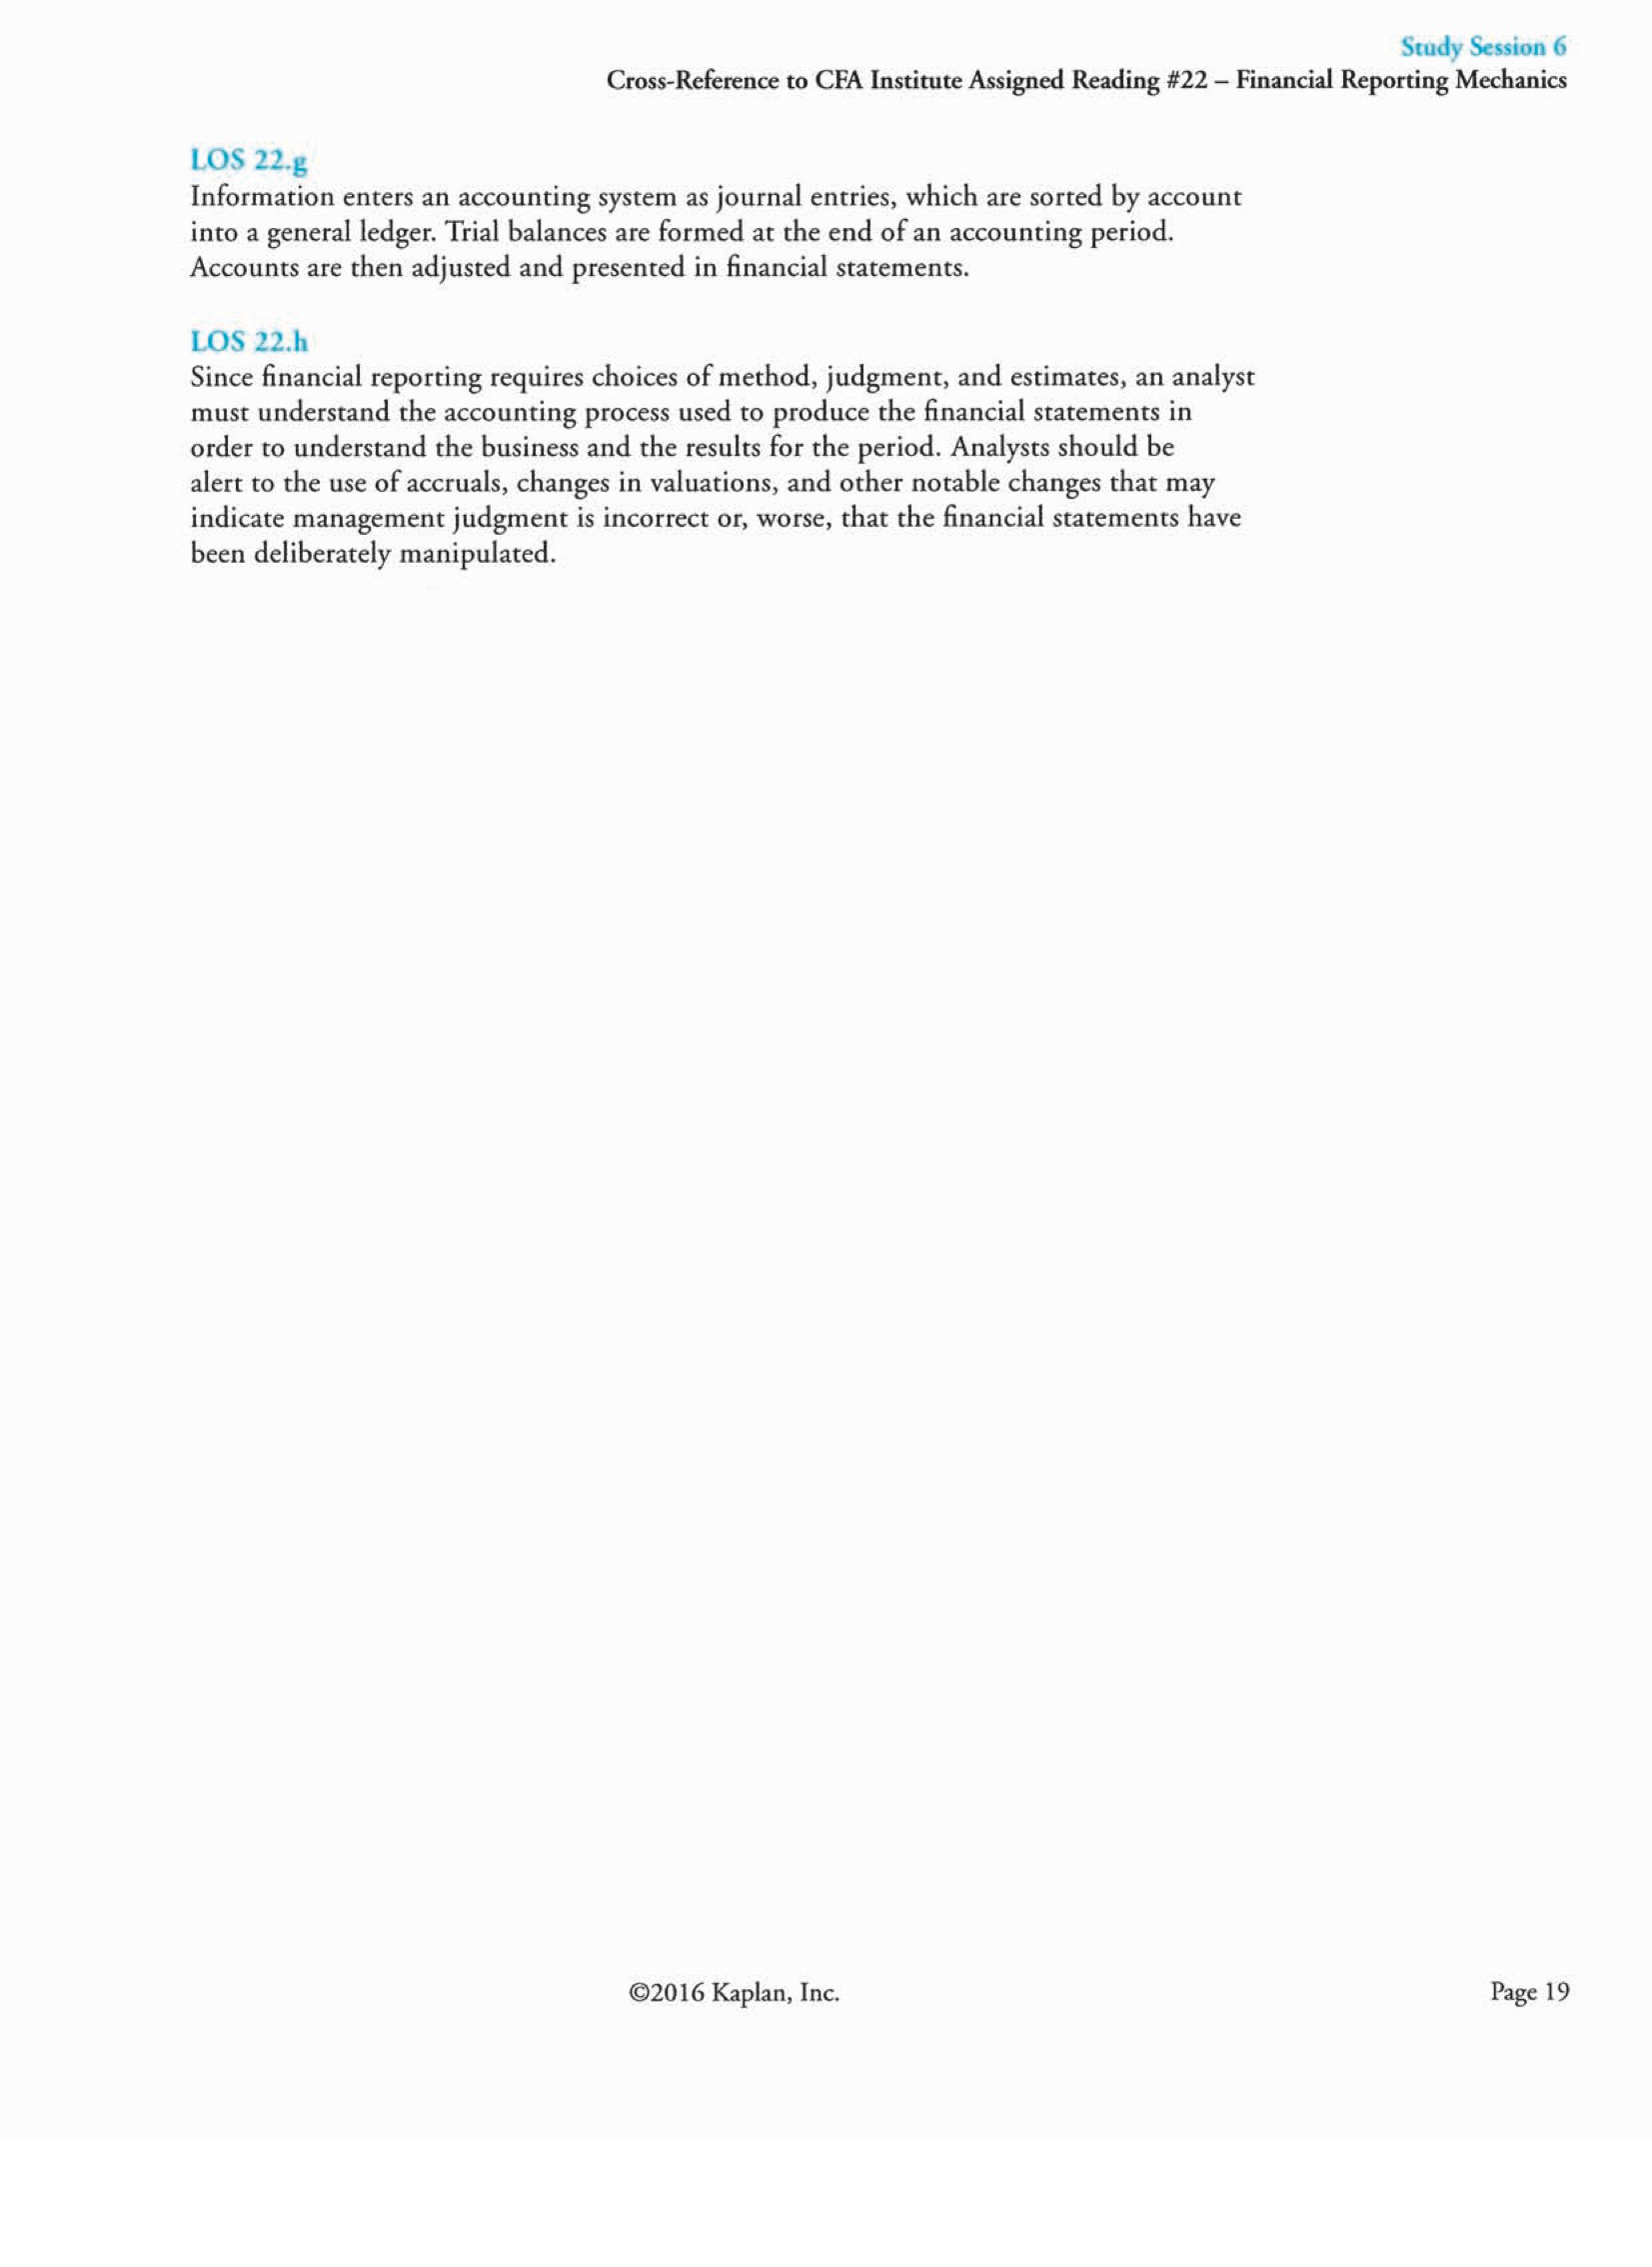 Study Session 6
Cross-Reference to CFA Institute Assigned Reading #22 – Financial Reporting Mechanics
LOS 22.g
Information enters an accounting system as journal entries, which are sorted by account
into a general ledger. Trial balances are formed at the end of an accounting period.
Accounts are then adjusted and presented in financial statements.
LOS 22.h
Since financial reporting requires choices of method, judgment, and estimates, an analyst
must understand the accounting process used to produce the financial statements in
order to understand the business and the results for the period. Analysts should be
alert to the use of accruals, changes in valuations, and other notable changes that may
indicate management judgment is incorrect or, worse, that the financial statements have
been deliberately manipulated.
©2016 Kaplan, Inc.
Page 19